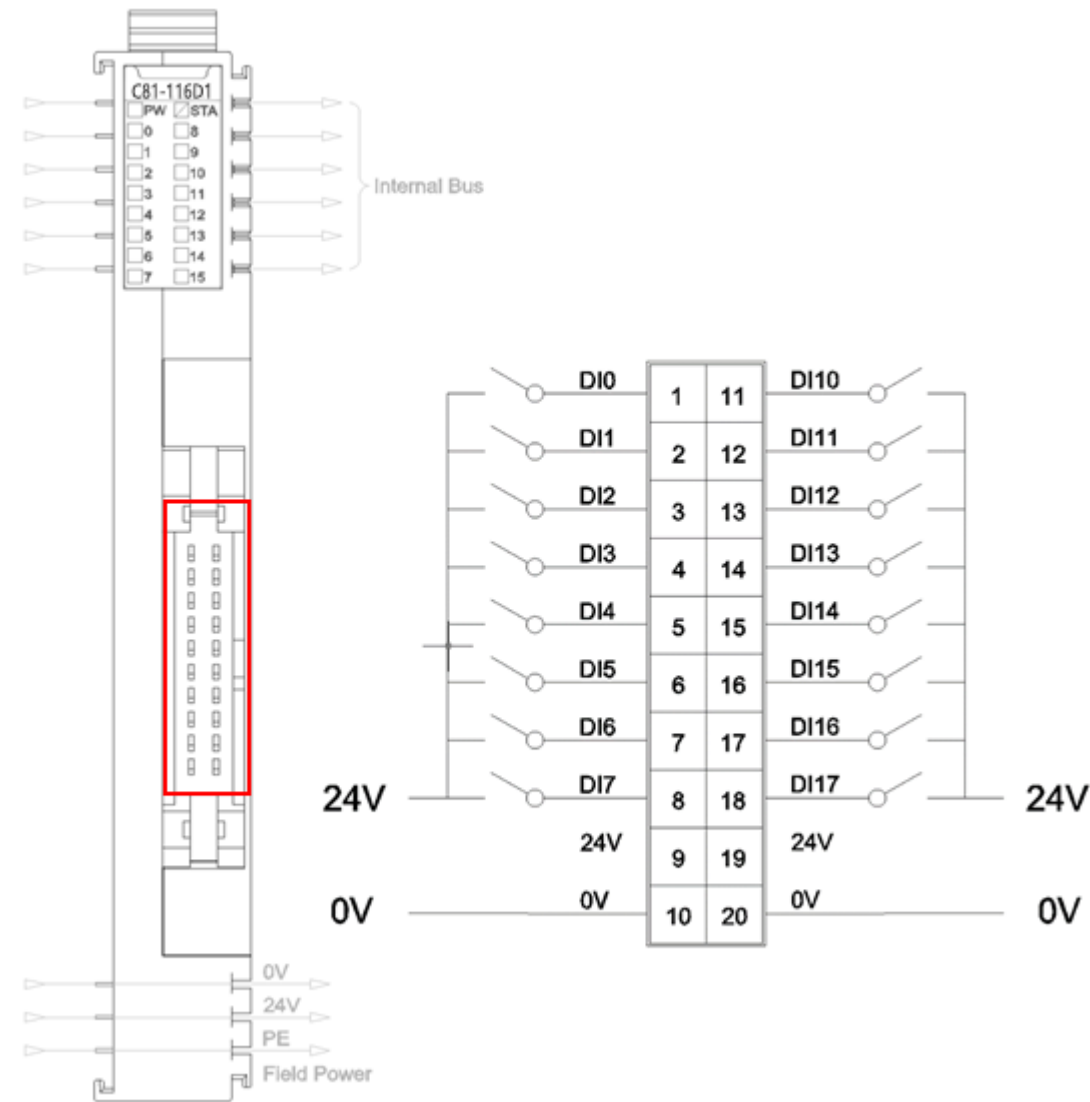 C81-116D1
PW STA
0 8
1 9
2 10
3 11
4 12
5 13
6 14
7 15
Internal Bus
DI0 1 11 DI10
DI1 2 12 DI11
DI2 3 13 DI12
DI3 4 14 DI13
DI4 5 15 DI14
DI5 6 16 DI15
DI6 7 17 DI16
24V DI7 8 18 DI17 24V
24V 9 19 24V
0V 0V 10 20 0V 0V
0V
24V
PE
Field Power